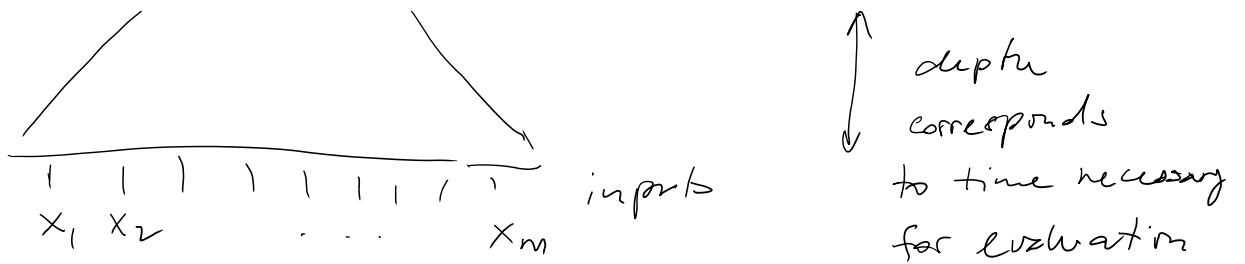 depth
corresponds
inputs
to time necessary
x₁ x₂ . . . xₘ
for evaluation